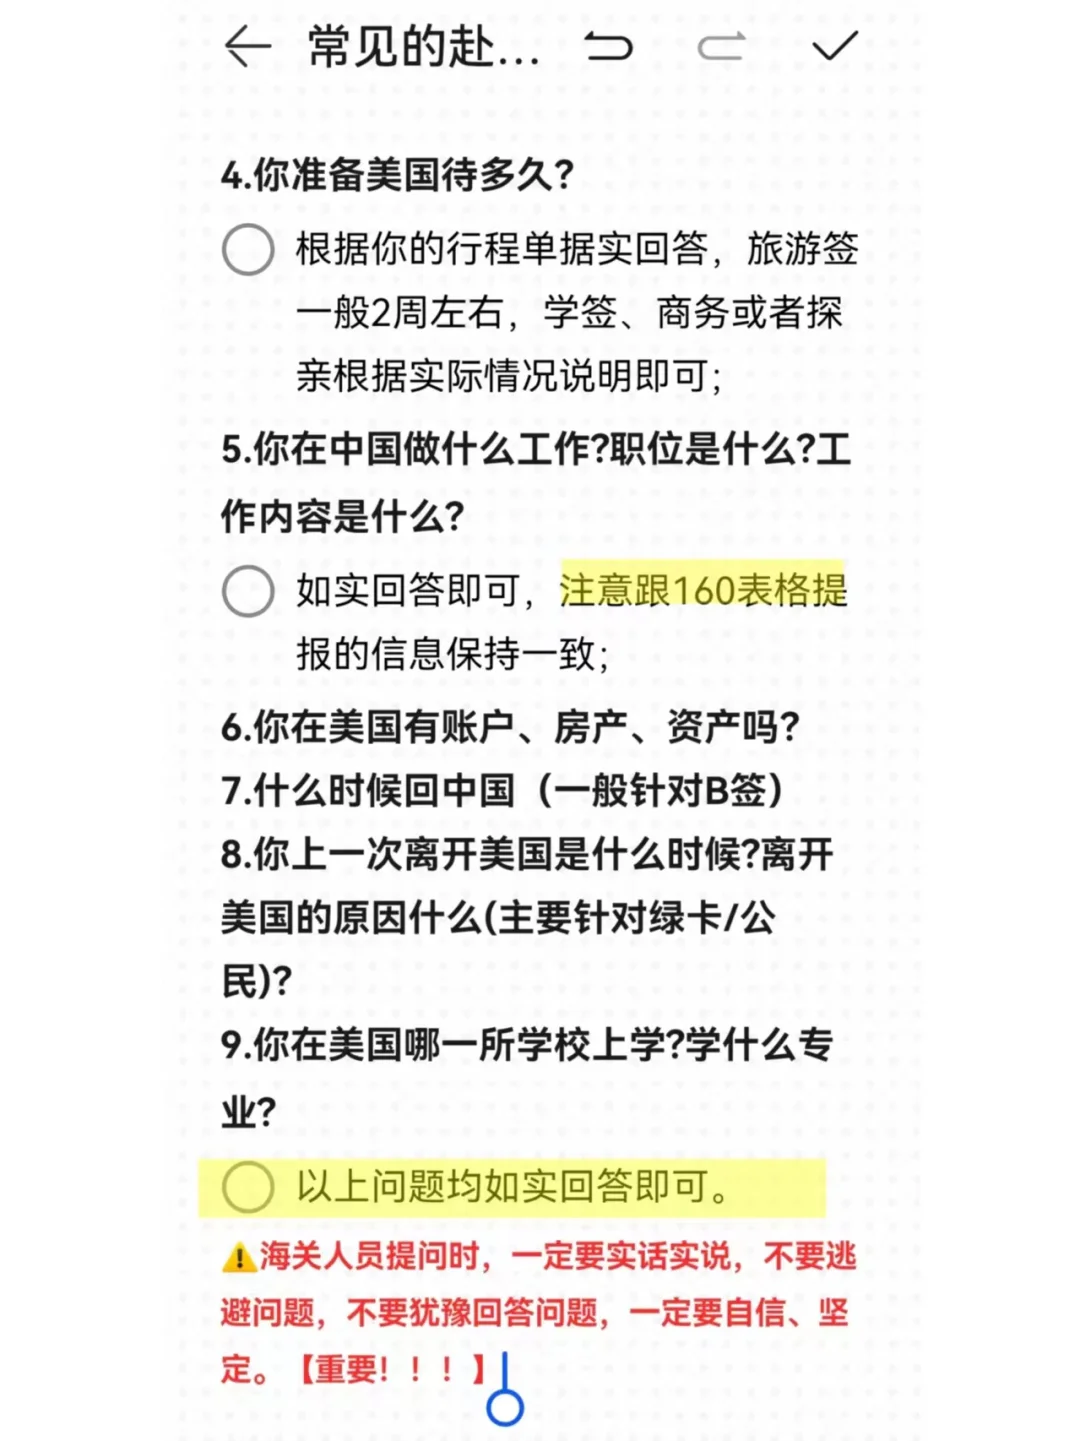 常见的赴...
4.你准备美国待多久?
根据你的行程单据实回答，旅游签
一般2周左右，学签、商务或者探
亲根据实际情况说明即可；
5.你在中国做什么工作?职位是什么?工
作内容是什么?
如实回答即可，注意跟160表格提
报的信息保持一致；
6.你在美国有账户、房产、资产吗?
7.什么时候回中国（一般针对B签）
8.你上一次离开美国是什么时候?离开
美国的原因什么(主要针对绿卡/公
民)?
9.你在美国哪一所学校上学?学什么专
业?
以上问题均如实回答即可。
⚠️海关人员提问时，一定要实话实说，不要逃
避问题，不要犹豫回答问题，一定要自信、坚
定。【重要！！！】